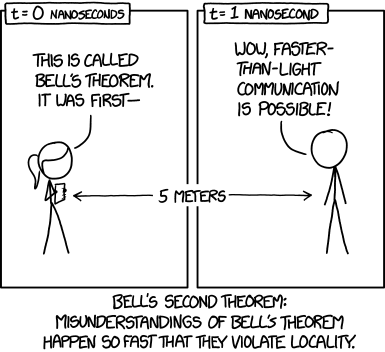 t=0 NANOSECONDS
THIS IS CALLED
BELL'S THEOREM.
IT WAS FIRST—
t=1 NANOSECOND
WOW, FASTER-
THAN-LIGHT
COMMUNICATION
IS POSSIBLE!
5 METERS
BELL'S SECOND THEOREM:
MISUNDERSTANDINGS OF BELL'S THEOREM
HAPPEN SO FAST THAT THEY VIOLATE LOCALITY.